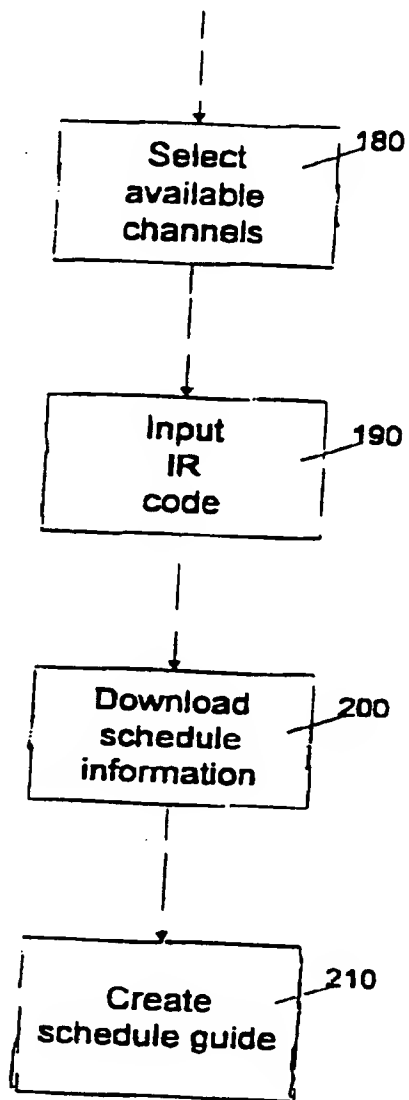 180
Select
available
channels
190
Input
IR
code
200
Download
schedule
information
210
Create
schedule guide